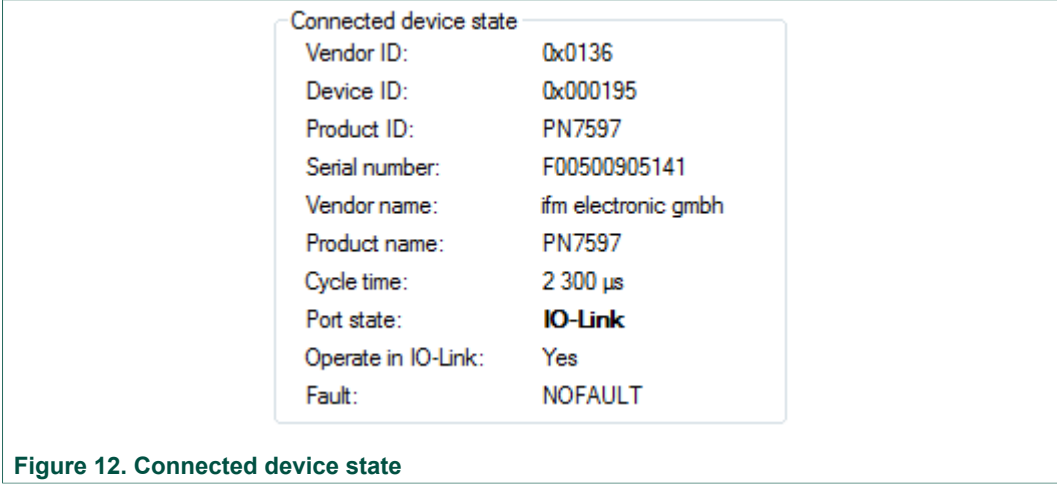 Connected device state
Vendor ID: 0x0136
Device ID: 0x000195
Product ID: PN7597
Serial number: F00500905141
Vendor name: ifm electronic gmbh
Product name: PN7597
Cycle time: 2 300 µs
Port state: IO-Link
Operate in IO-Link: Yes
Fault: NOFAULT
Figure 12. Connected device state